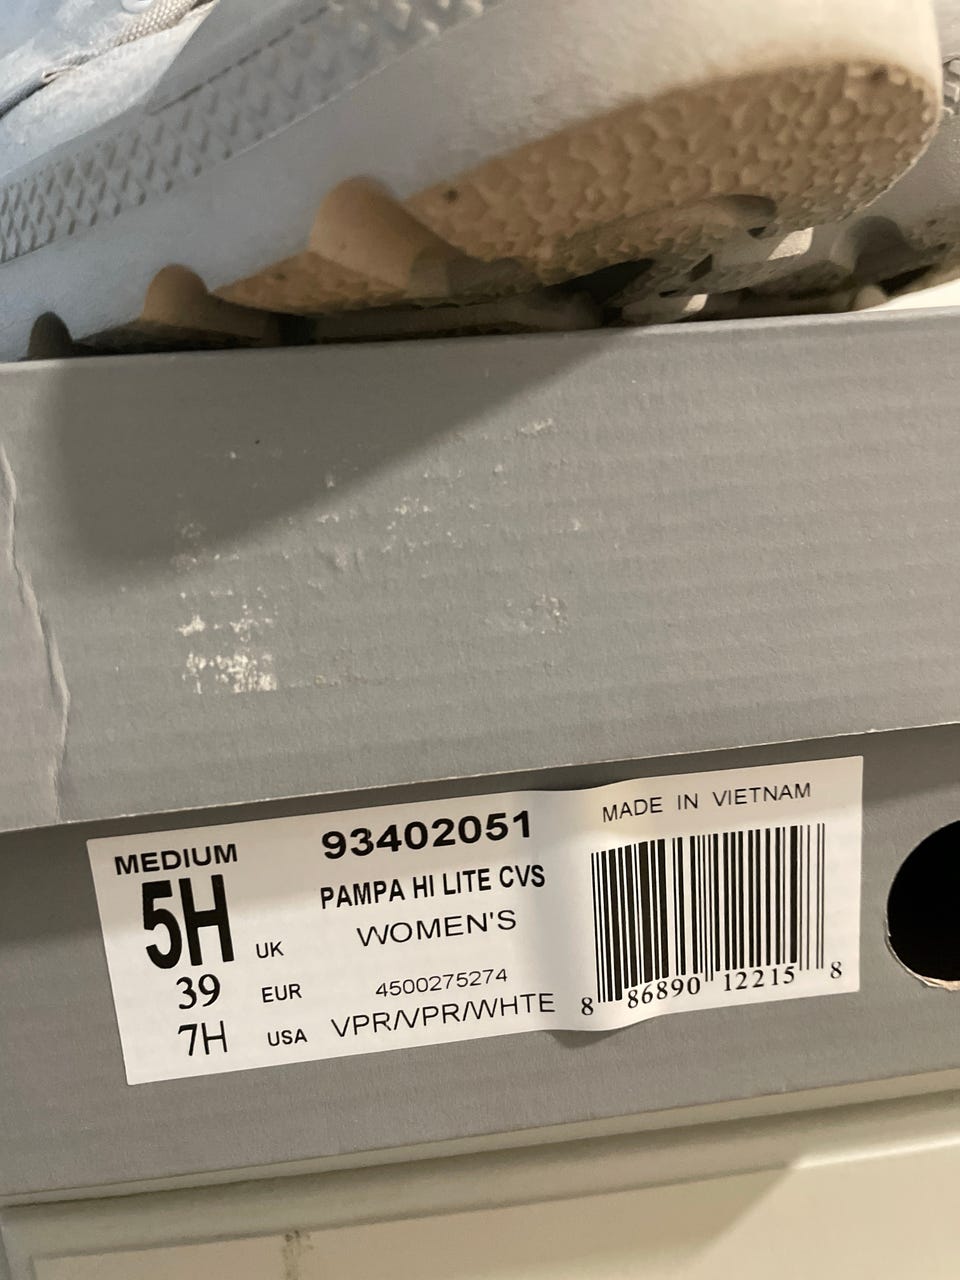 MADE IN VIETNAM
93402051
MEDIUM
PAMPA HI LITE CVS
5H UK
WOMEN'S
39 EUR
4500275274
7H USA
VPR/VPR/WHTE
8 86890 12215 8